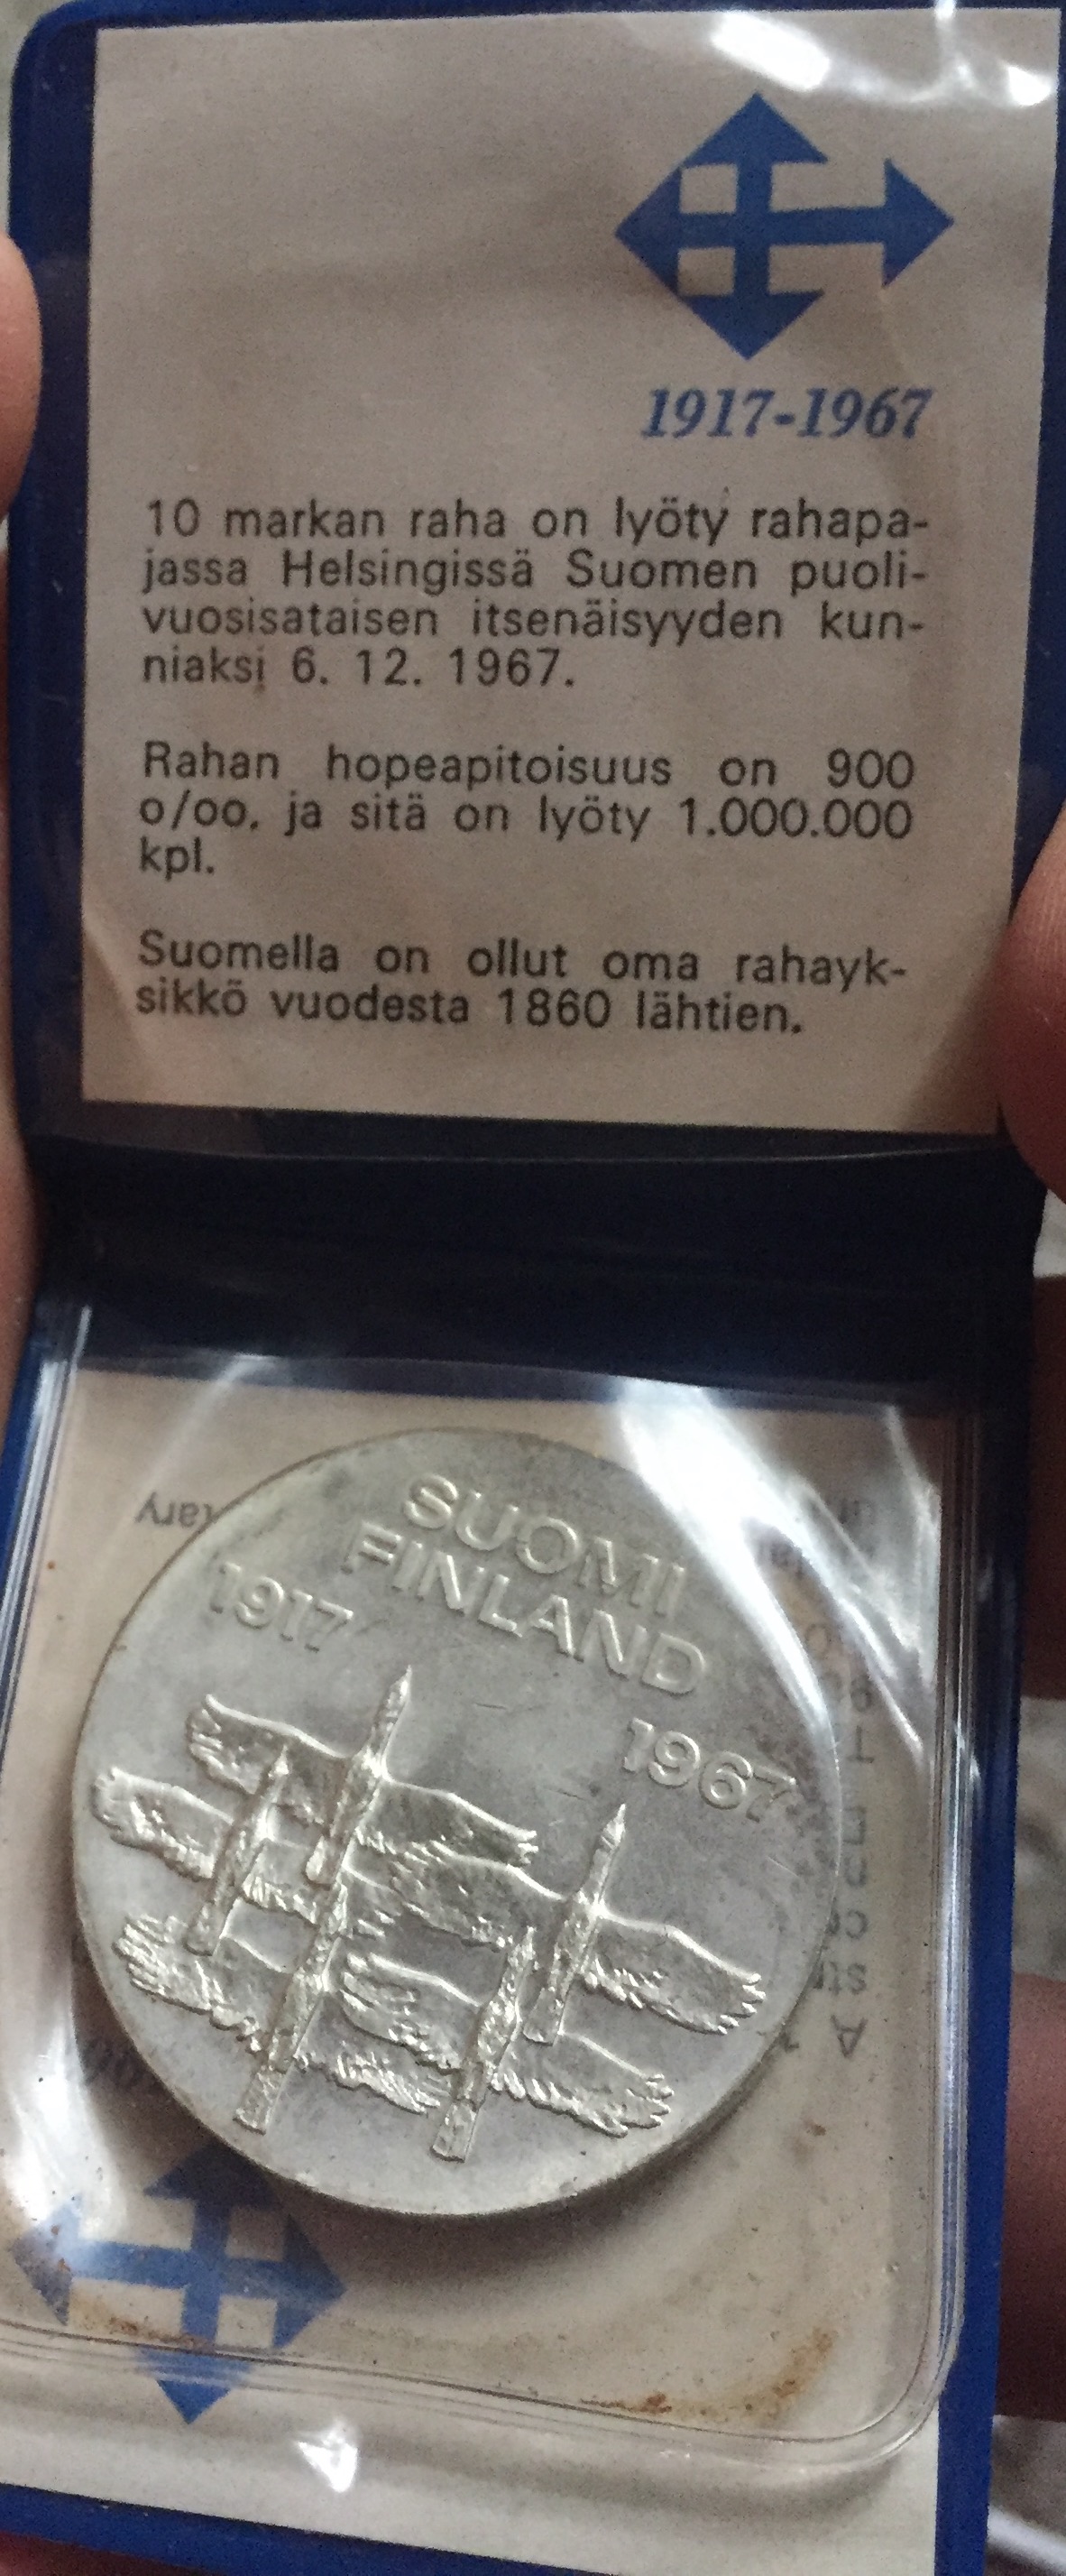 1917-1967
10 markan raha on lyöty rahapa-
jassa Helsingissä Suomen puoli-
vuosisataisen itsenäisyyden kun-
niaksi 6. 12. 1967.
Rahan hopeapitoisuus on 900
o/oo. ja sitä on lyöty 1.000.000
kpl.
Suomella on ollut oma rahayk-
sikkö vuodesta 1860 lähtien.
SUOMI
FINLAND
1917
1967